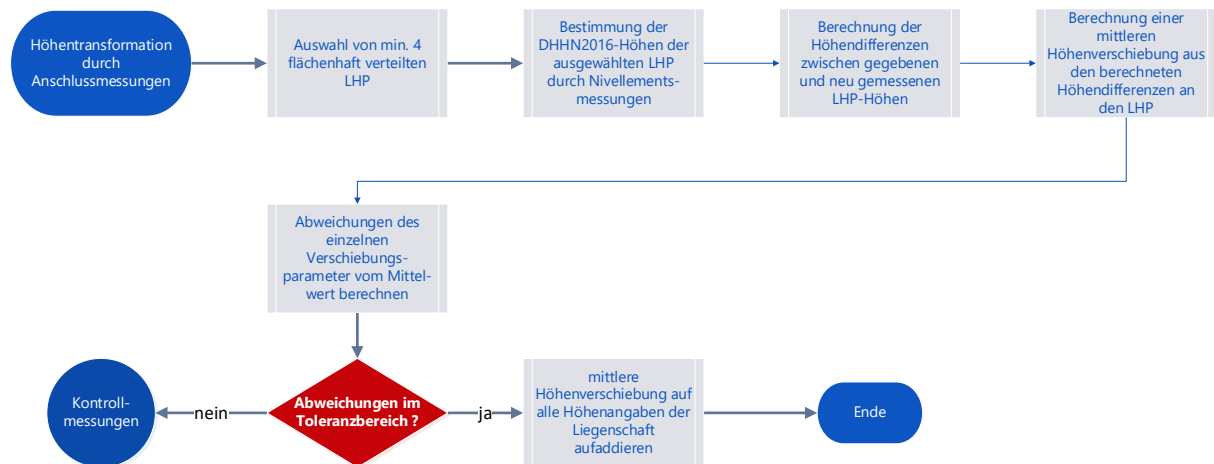 Höhentransformation
durch
Anschlussmessungen
Auswahl von min. 4
flächenhaft verteilten
LHP
Bestimmung der
DHHN2016-Höhen der
ausgewählten LHP
durch Nivellements-
messungen
Berechnung der
Höhendifferenzen
zwischen gegebenen
und neu gemessenen
LHP-Höhen
Berechnung einer
mittleren
Höhenverschiebung aus
den berechneten
Höhendifferenzen an
den LHP
Abweichungen des
einzelnen
Verschiebungs-
parameter vom Mittel-
wert berechnen
Kontroll-
messungen
nein
Abweichungen im
Toleranzbereich ?
ja
mittlere
Höhenverschiebung auf
alle Höhenangaben der
Liegenschaft
aufaddieren
Ende